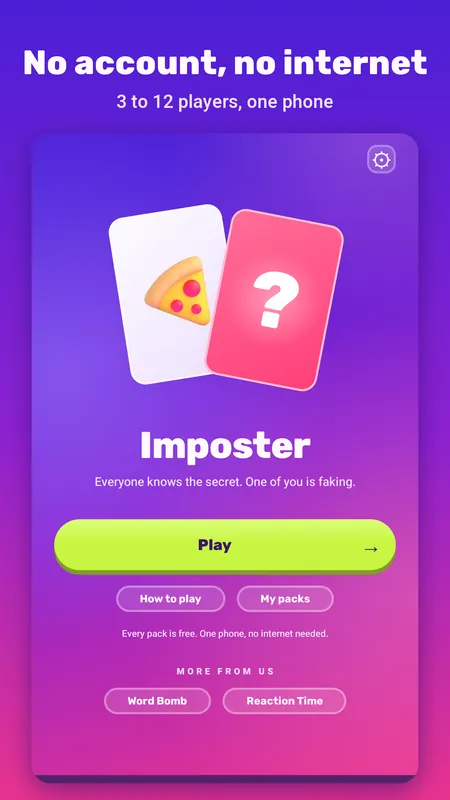 No account, no internet
3 to 12 players, one phone
?
Imposter
Everyone knows the secret. One of you is faking.
Play →
How to play
My packs
Every pack is free. One phone, no internet needed.
MORE FROM US
Word Bomb
Reaction Time